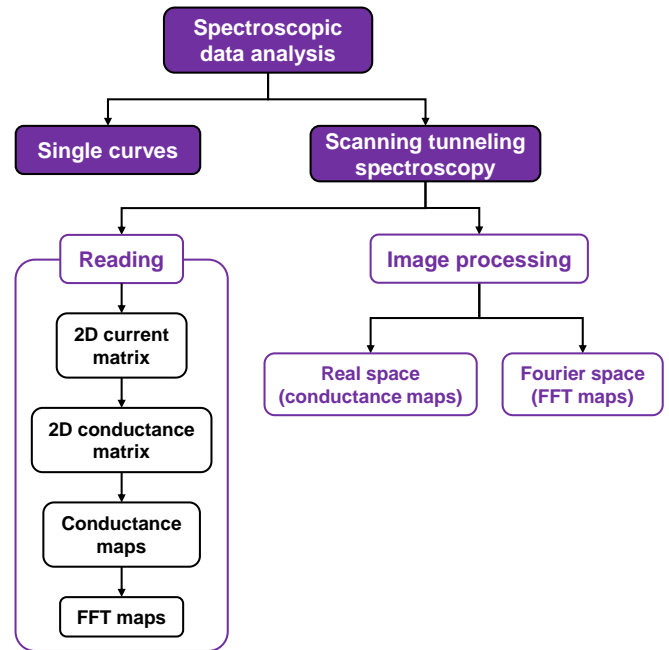 Spectroscopic
data analysis
Single curves
Scanning tunneling
spectroscopy
Reading
Image processing
2D current
matrix
2D conductance
matrix
Conductance
maps
FFT maps
Real space
(conductance maps)
Fourier space
(FFT maps)